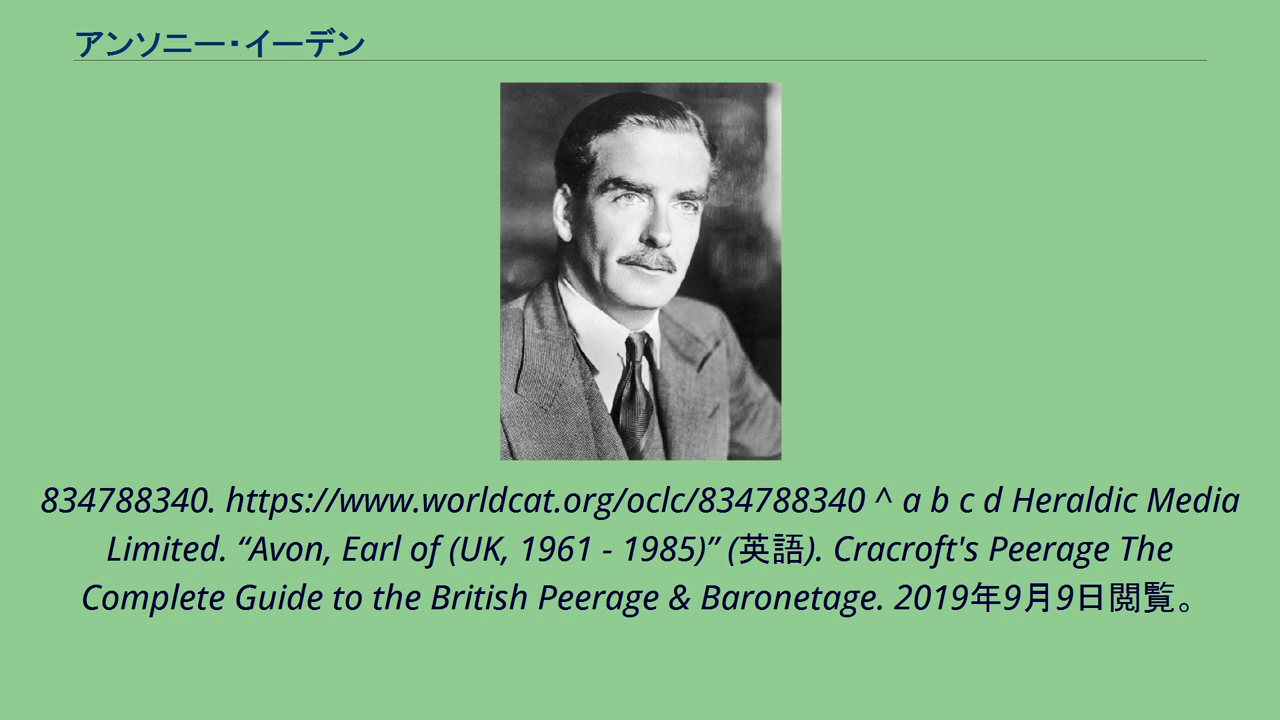 アンソニー・イーデン
834788340. https://www.worldcat.org/oclc/834788340 ^ a b c d Heraldic Media
Limited. “Avon, Earl of (UK, 1961 - 1985)” (英語). Cracroft's Peerage The
Complete Guide to the British Peerage & Baronetage. 2019年9月9日閲覧。